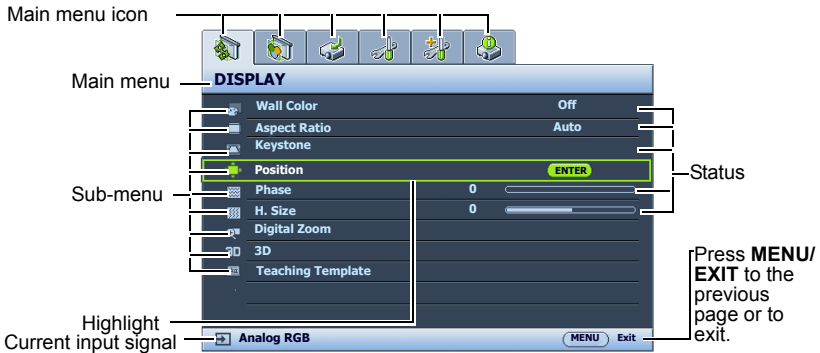 Main menu icon
Main menu
DISPLAY
Wall Color Off
Aspect Ratio Auto
Keystone
Position ENTER
Status
Sub-menu
Phase 0
H. Size 0
Digital Zoom
3D 3D
Teaching Template
Press MENU/
EXIT to the
previous
page or to
exit.
Highlight
Current input signal
Analog RGB MENU Exit